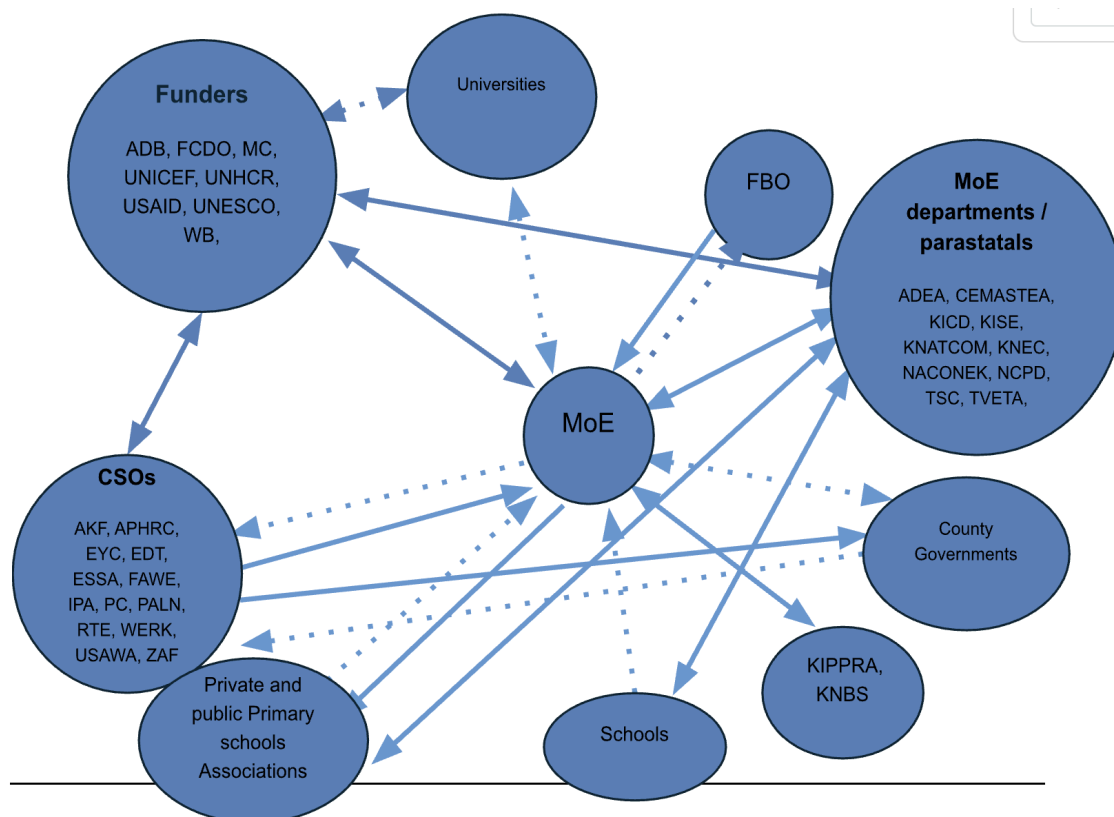 Funders
ADB, FCDO, MC,
UNICEF, UNHCR,
USAID, UNESCO,
WB,
Universities
FBO
MoE
departments /
parastatals
ADEA, CEMASTEA,
KICD, KISE,
KNATCOM, KNEC,
NACONEK, NCPD,
TSC, TVETA,
MoE
CSOs
AKF, APHRC,
EYC, EDT,
ESSA, FAWE,
IPA, PC, PALN,
RTE, WERK,
USAWA, ZAF
County
Governments
KIPPRA,
KNBS
Private and
public Primary
schools
Associations
Schools